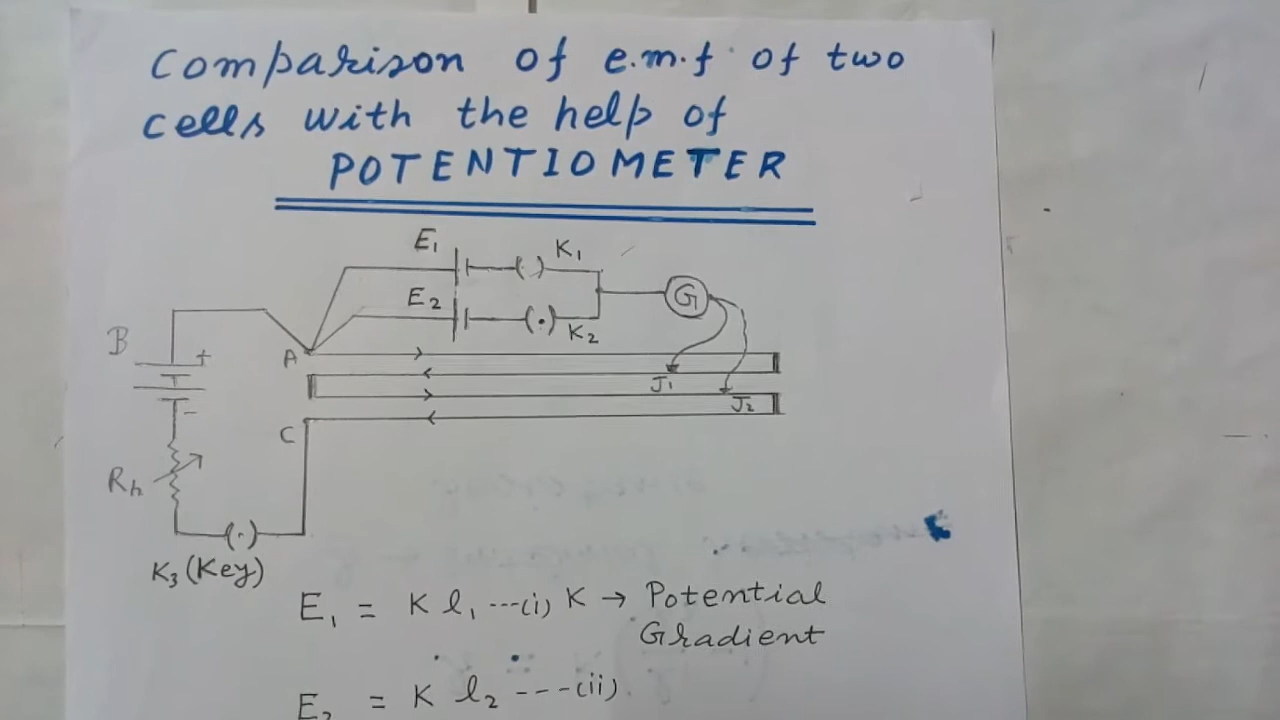 Comparison of e.m.f. of two
cells with the help of
POTENTIOMETER
E₁ K₁
E₂ K₂
G
B +
A
J₁
J₂
-
C
Rh
K₃ (Key)
E₁ = K l₁ ---(i) K → Potential
Gradient
E₂ = K l₂ ----(ii)